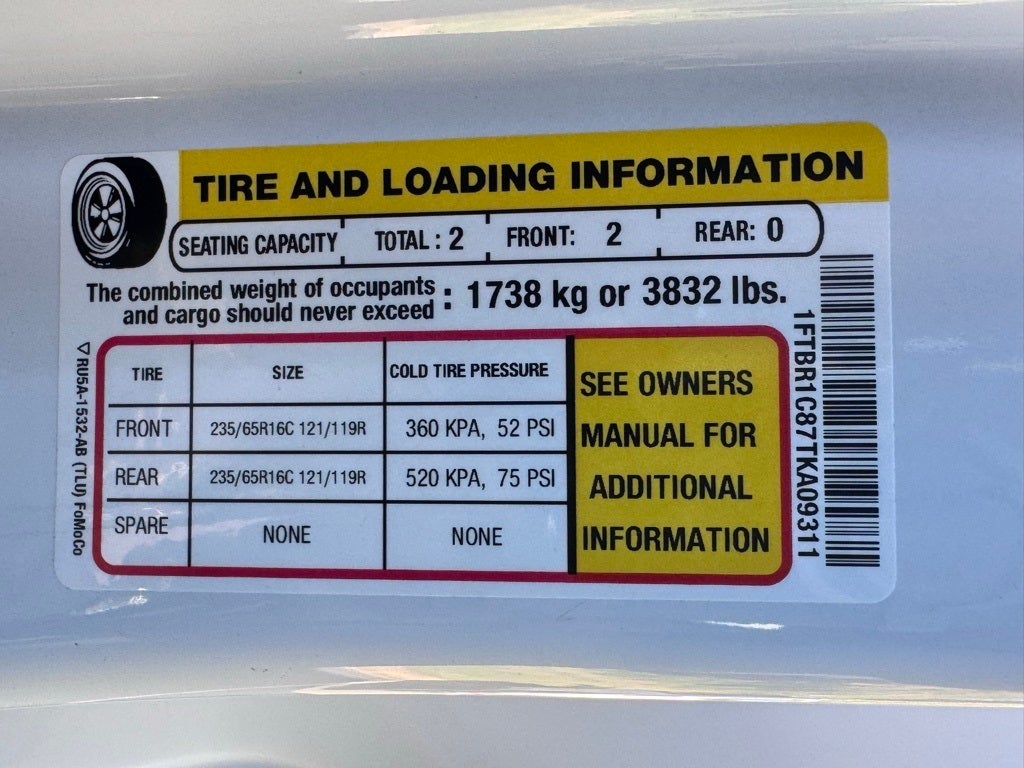 TIRE AND LOADING INFORMATION
SEATING CAPACITY TOTAL : 2 FRONT: 2 REAR: 0
The combined weight of occupants
and cargo should never exceed : 1738 kg or 3832 lbs.
TIRE SIZE COLD TIRE PRESSURE
FRONT 235/65R16C 121/119R 360 KPA, 52 PSI
REAR 235/65R16C 121/119R 520 KPA, 75 PSI
SPARE NONE NONE
SEE OWNERS
MANUAL FOR
ADDITIONAL
INFORMATION
1FTBR1C87TKA09311
▽RU5A-1532-AB (TLU) FoMoCo